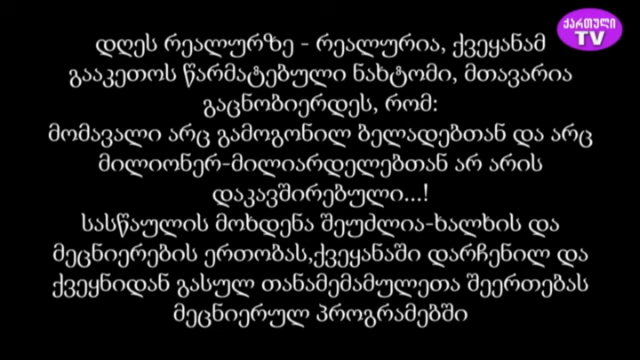 ქართული
TV
დღეს რეალურზე - რეალურია, ქვეყანამ
გააკეთოს წარმატებული ნახტომი, მთავარია
გაცნობიერდეს, რომ:
მომავალი არც გამოგონილ ბელადებთან და არც
მილიონერ-მილიარდელებთან არ არის
დაკავშირებული...!
სასწაულის მოხდენა შეუძლია-ხალხის და
მეცნიერების ერთობას,ქვეყანაში დარჩენილ და
ქვეყნიდან გასულ თანამემამულეთა შეერთებას
მეცნიერულ პროგრამებში